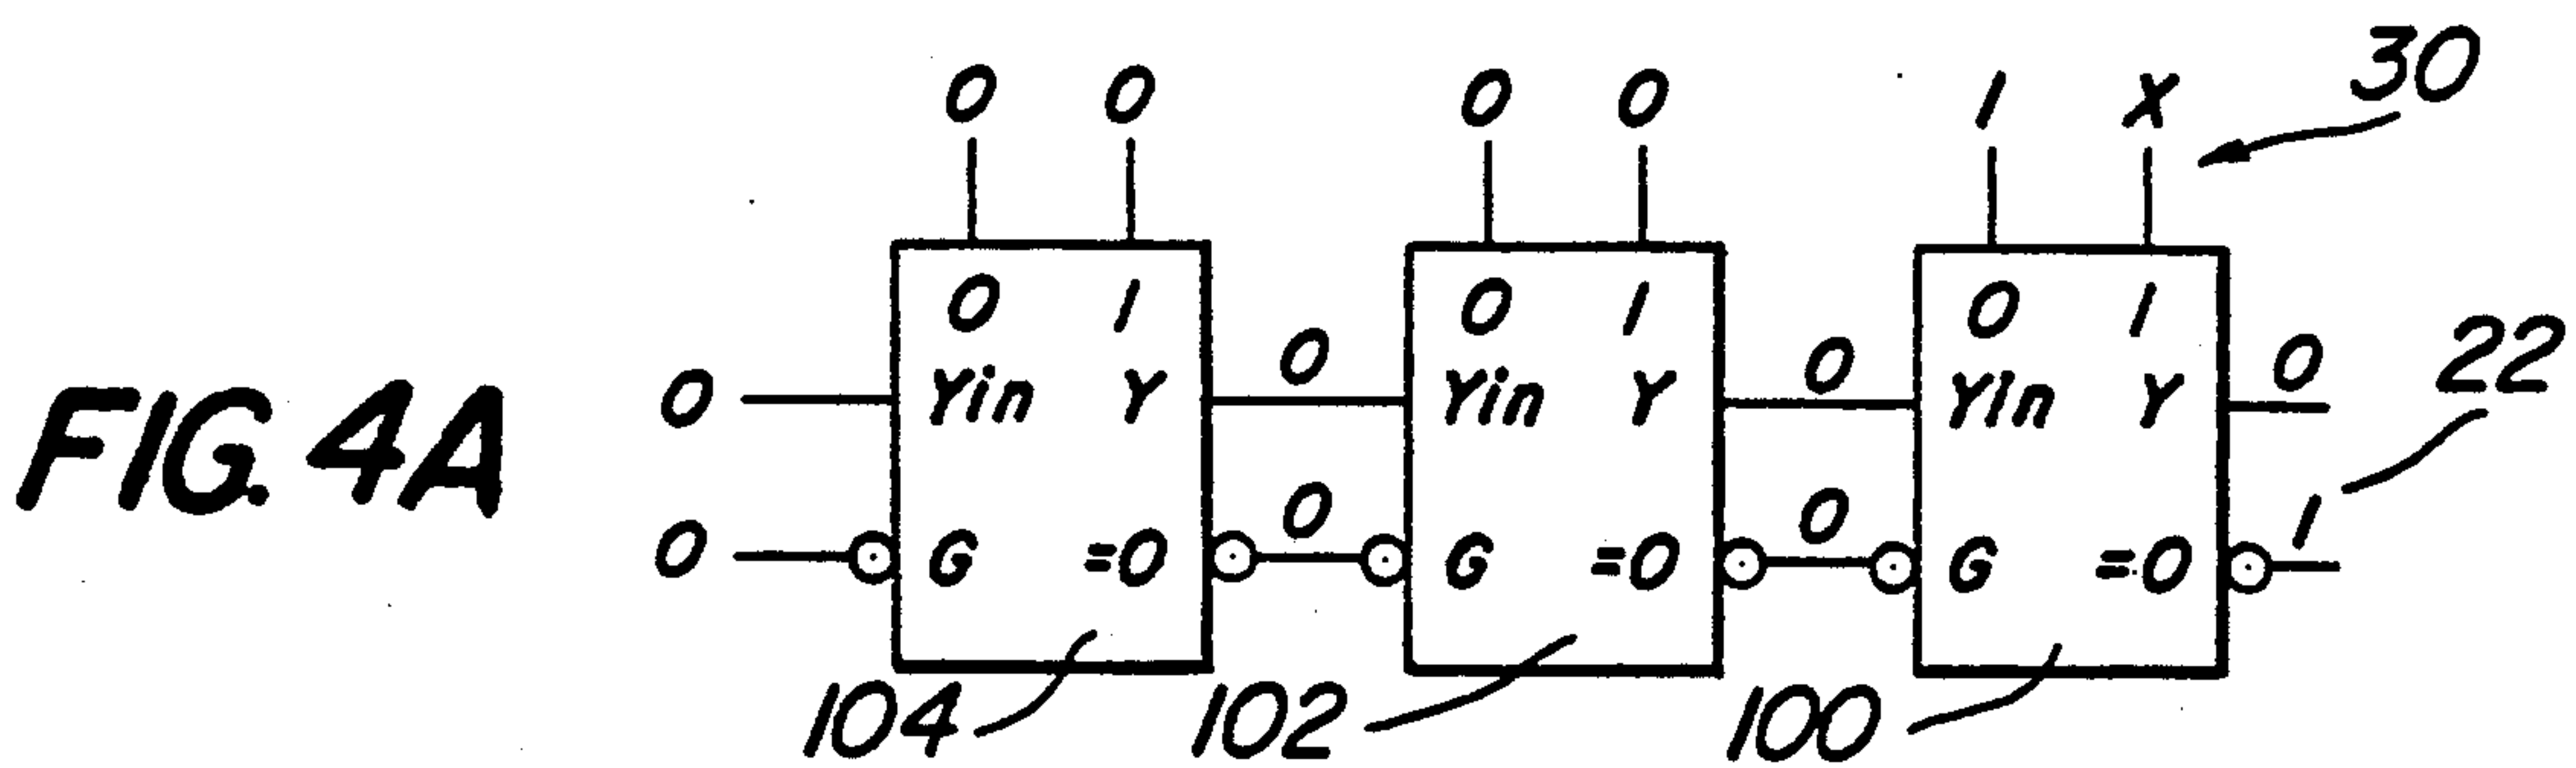 30
0 0 0 0 1 X
0 1 0 1 0 1
0 Yin Y 0 Yin Y 0 Yin Y 0
22
FIG. 4A
0 G =0 0 G =0 0 G =0 1
104 102 100